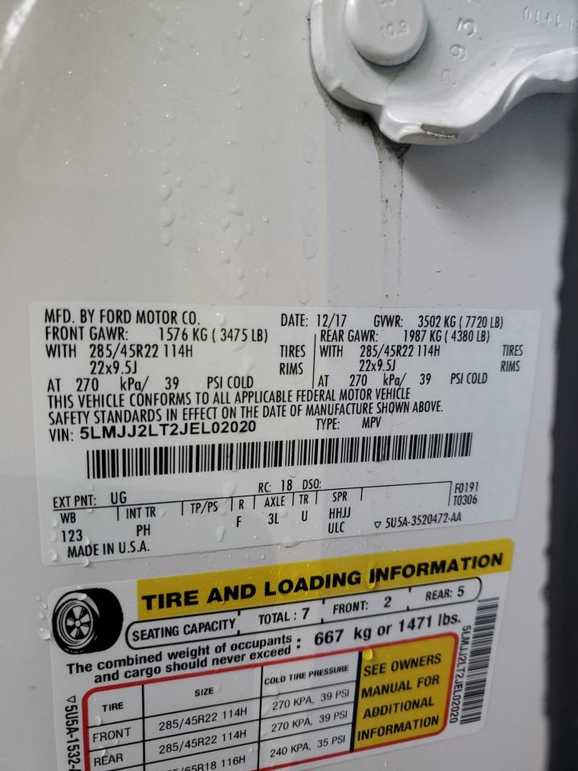 10.9
MFD. BY FORD MOTOR CO. DATE: 12/17 GVWR: 3502 KG ( 7720 LB)
FRONT GAWR: 1576 KG ( 3475 LB) REAR GAWR: 1987 KG ( 4380 LB)
WITH 285/45R22 114H TIRES WITH 285/45R22 114H TIRES
22x9.5J RIMS 22x9.5J RIMS
AT 270 kPa/ 39 PSI COLD AT 270 kPa/ 39 PSI COLD
THIS VEHICLE CONFORMS TO ALL APPLICABLE FEDERAL MOTOR VEHICLE
SAFETY STANDARDS IN EFFECT ON THE DATE OF MANUFACTURE SHOWN ABOVE.
VIN: 5LMJJ2LT2JEL02020 TYPE: MPV
EXT PNT: UG RC: 18 DSO: F0191
WB INT TR TP/PS R AXLE TR SPR T0306
123 PH F 3L U HHJJ
ULC ▽ 5U5A-3520472-AA
MADE IN U.S.A.
TIRE AND LOADING INFORMATION
SEATING CAPACITY TOTAL : 7 FRONT: 2 REAR: 5
The combined weight of occupants
and cargo should never exceed : 667 kg or 1471 lbs.
TIRE SIZE COLD TIRE PRESSURE
FRONT 285/45R22 114H 270 KPA, 39 PSI
REAR 285/45R22 114H 270 KPA, 39 PSI
65R18 116H 240 KPA, 35 PSI
SEE OWNERS
MANUAL FOR
ADDITIONAL
INFORMATION
▽5U5A-1532-
5LMJJ2LT2JEL02020